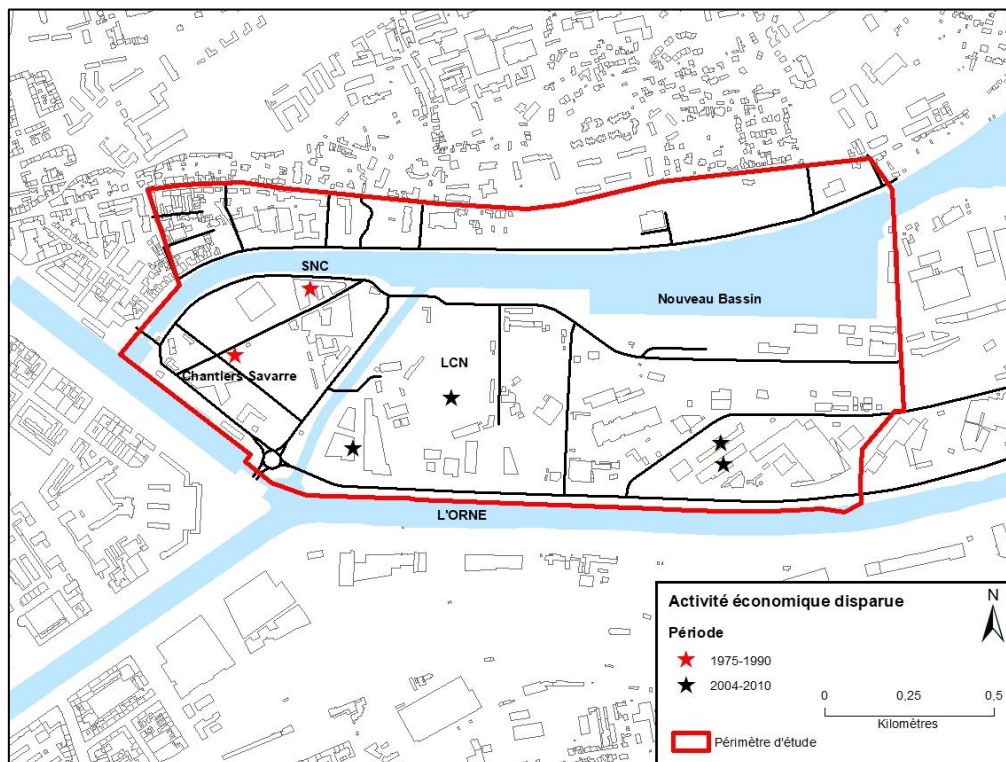 SNC
Nouveau Bassin
LCN
Chantiers Savarre
L'ORNE
Activité économique disparue
N
Période
1975-1990
2004-2010
0 0,25 0,5
Kilomètres
Périmètre d'étude